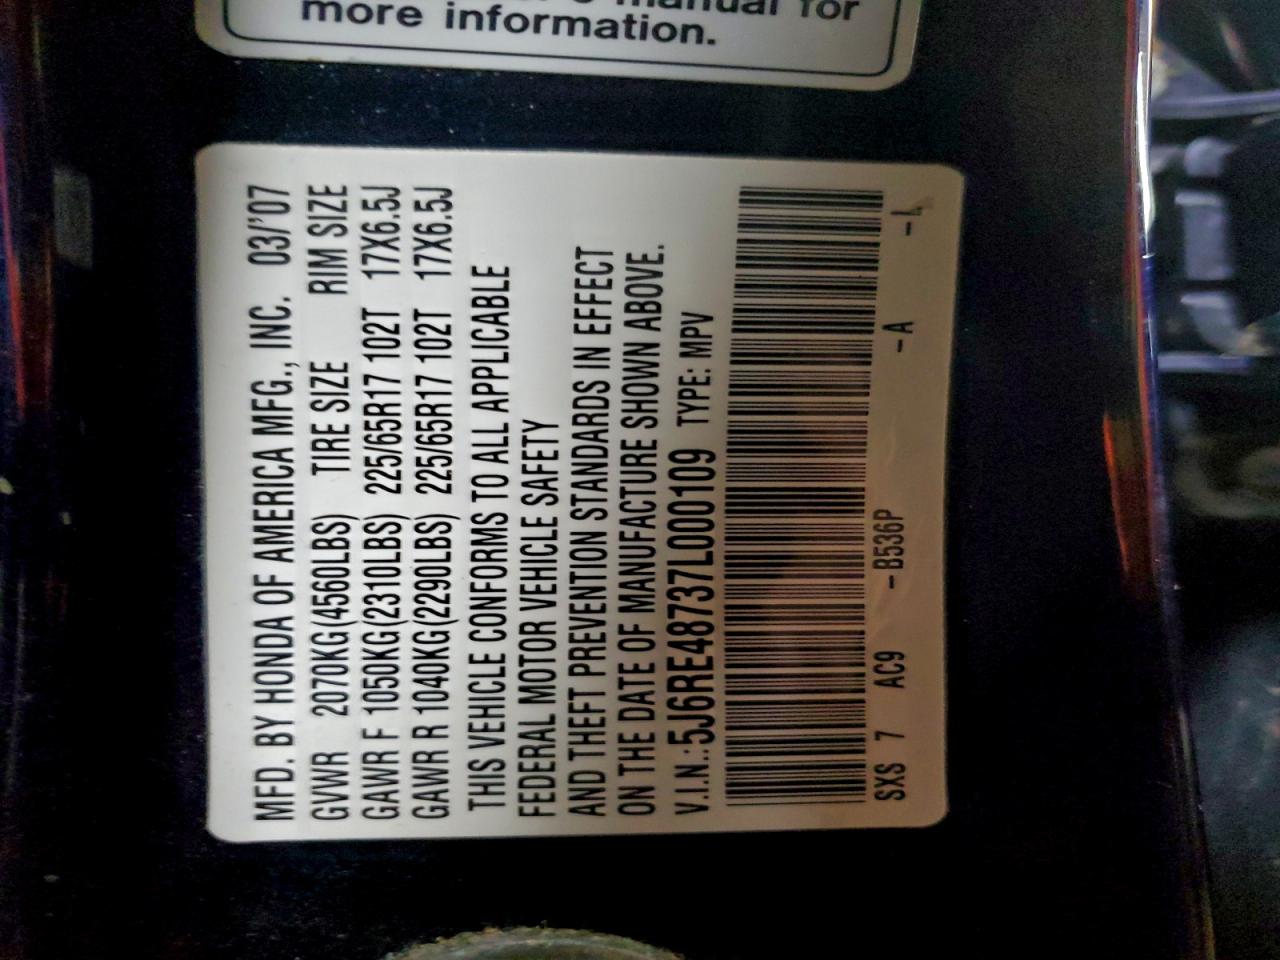 manual for
more information.
MFD. BY HONDA OF AMERICA MFG., INC. 03/'07
GVWR 2070KG(4560LBS) TIRE SIZE RIM SIZE
GAWR F 1050KG(2310LBS) 225/65R17 102T 17X6.5J
GAWR R 1040KG(2290LBS) 225/65R17 102T 17X6.5J
THIS VEHICLE CONFORMS TO ALL APPLICABLE
FEDERAL MOTOR VEHICLE SAFETY
AND THEFT PREVENTION STANDARDS IN EFFECT
ON THE DATE OF MANUFACTURE SHOWN ABOVE.
V.I.N.:5J6RE48737L000109 TYPE: MPV
SXS 7 AC9 -B536P -A